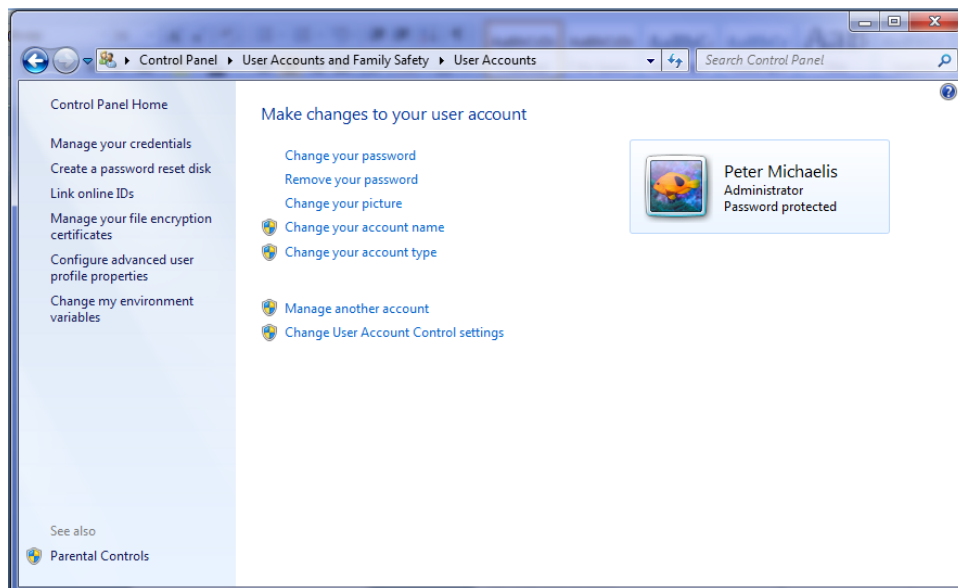 Control Panel User Accounts and Family Safety User Accounts
Search Control Panel
Control Panel Home
Manage your credentials
Create a password reset disk
Link online IDs
Manage your file encryption
certificates
Configure advanced user
profile properties
Change my environment
variables
See also
Parental Controls
Make changes to your user account
Change your password
Remove your password
Change your picture
Change your account name
Change your account type
Manage another account
Change User Account Control settings
Peter Michaelis
Administrator
Password protected